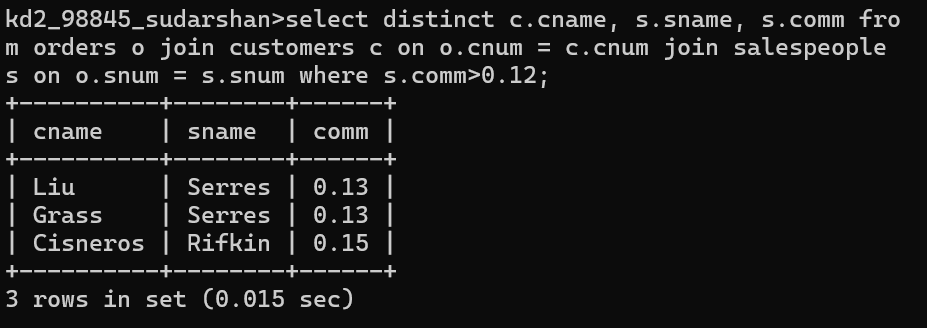 kd2_98845_sudarshan>select distinct c.cname, s.sname, s.comm fro
m orders o join customers c on o.cnum = c.cnum join salespeople
s on o.snum = s.snum where s.comm>0.12;
+----------+--------+------+
| cname    | sname  | comm |
+----------+--------+------+
| Liu      | Serres | 0.13 |
| Grass    | Serres | 0.13 |
| Cisneros | Rifkin | 0.15 |
+----------+--------+------+
3 rows in set (0.015 sec)